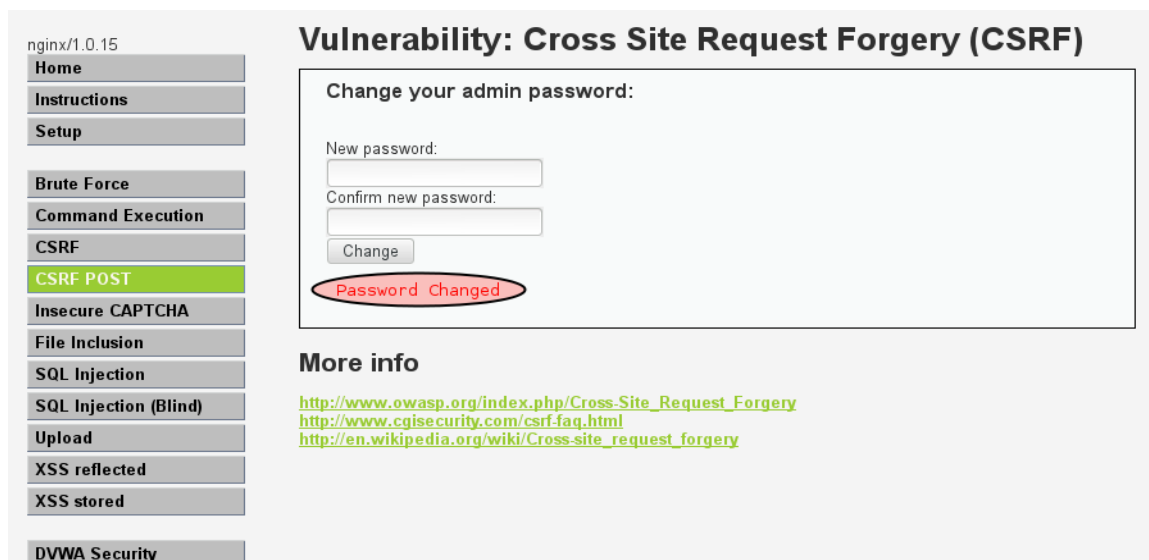 nginx/1.0.15
Home
Instructions
Setup
Brute Force
Command Execution
CSRF
CSRF POST
Insecure CAPTCHA
File Inclusion
SQL Injection
SQL Injection (Blind)
Upload
XSS reflected
XSS stored
DVWA Security
Vulnerability: Cross Site Request Forgery (CSRF)
Change your admin password:
New password:
Confirm new password:
Change
Password Changed
More info
http://www.owasp.org/index.php/Cross-Site_Request_Forgery
http://www.cgisecurity.com/csrf-faq.html
http://en.wikipedia.org/wiki/Cross-site_request_forgery